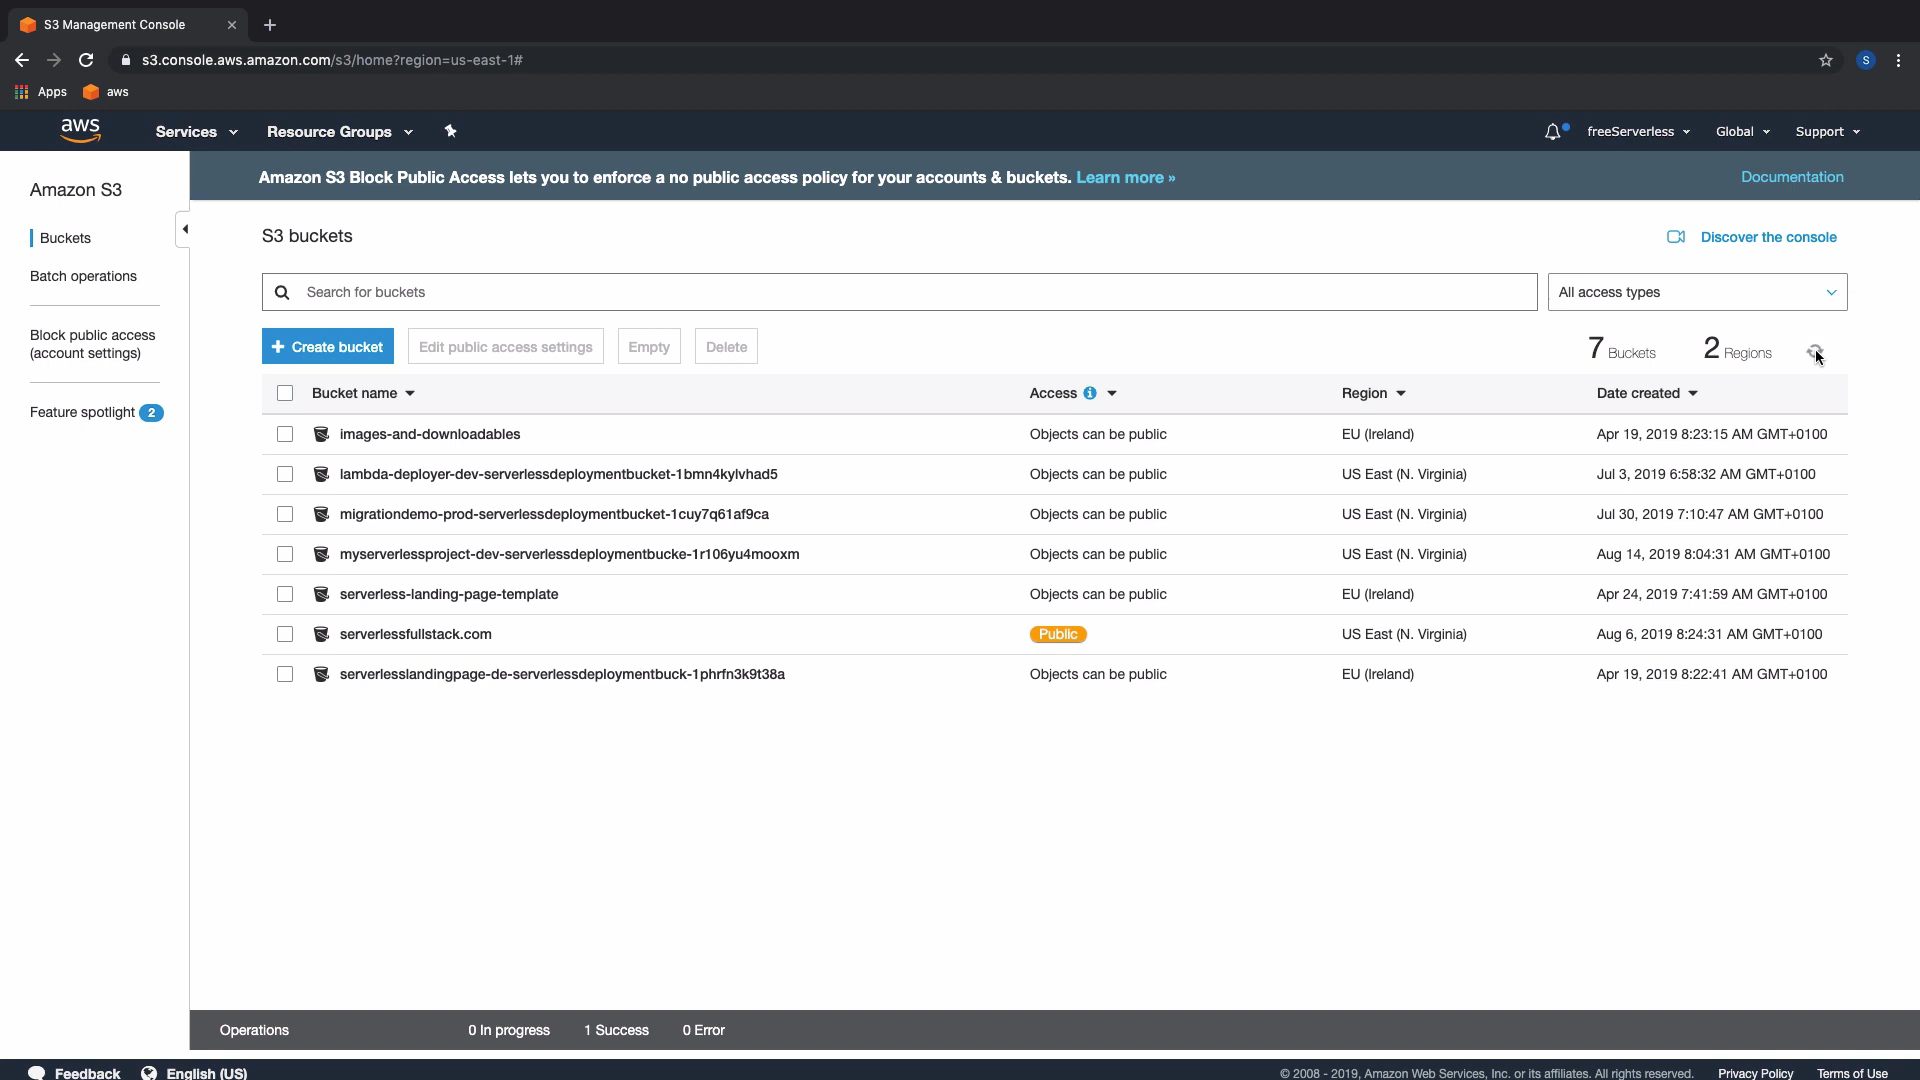 S3 Management Console
s3.console.aws.amazon.com/s3/home?region=us-east-1#
S
Apps
aws
aws
Services
Resource Groups
freeServerless
Global
Support
Amazon S3
Buckets
Batch operations
Block public access
(account settings)
Feature spotlight 2
Amazon S3 Block Public Access lets you to enforce a no public access policy for your accounts & buckets. Learn more »
Documentation
S3 buckets
Discover the console
Search for buckets
All access types
+ Create bucket
Edit public access settings
Empty
Delete
7 Buckets
2 Regions
Bucket name Access Region Date created
images-and-downloadables Objects can be public EU (Ireland) Apr 19, 2019 8:23:15 AM GMT+0100
lambda-deployer-dev-serverlessdeploymentbucket-1bmn4kylvhad5 Objects can be public US East (N. Virginia) Jul 3, 2019 6:58:32 AM GMT+0100
migrationdemo-prod-serverlessdeploymentbucket-1cuy7q61af9ca Objects can be public US East (N. Virginia) Jul 30, 2019 7:10:47 AM GMT+0100
myserverlessproject-dev-serverlessdeploymentbucke-1r106yu4mooxm Objects can be public US East (N. Virginia) Aug 14, 2019 8:04:31 AM GMT+0100
serverless-landing-page-template Objects can be public EU (Ireland) Apr 24, 2019 7:41:59 AM GMT+0100
serverlessfullstack.com Public US East (N. Virginia) Aug 6, 2019 8:24:31 AM GMT+0100
serverlesslandingpage-de-serverlessdeploymentbuck-1phrfn3k9t38a Objects can be public EU (Ireland) Apr 19, 2019 8:22:41 AM GMT+0100
Operations 0 In progress 1 Success 0 Error
Feedback English (US) © 2008 - 2019, Amazon Web Services, Inc. or its affiliates. All rights reserved. Privacy Policy Terms of Use